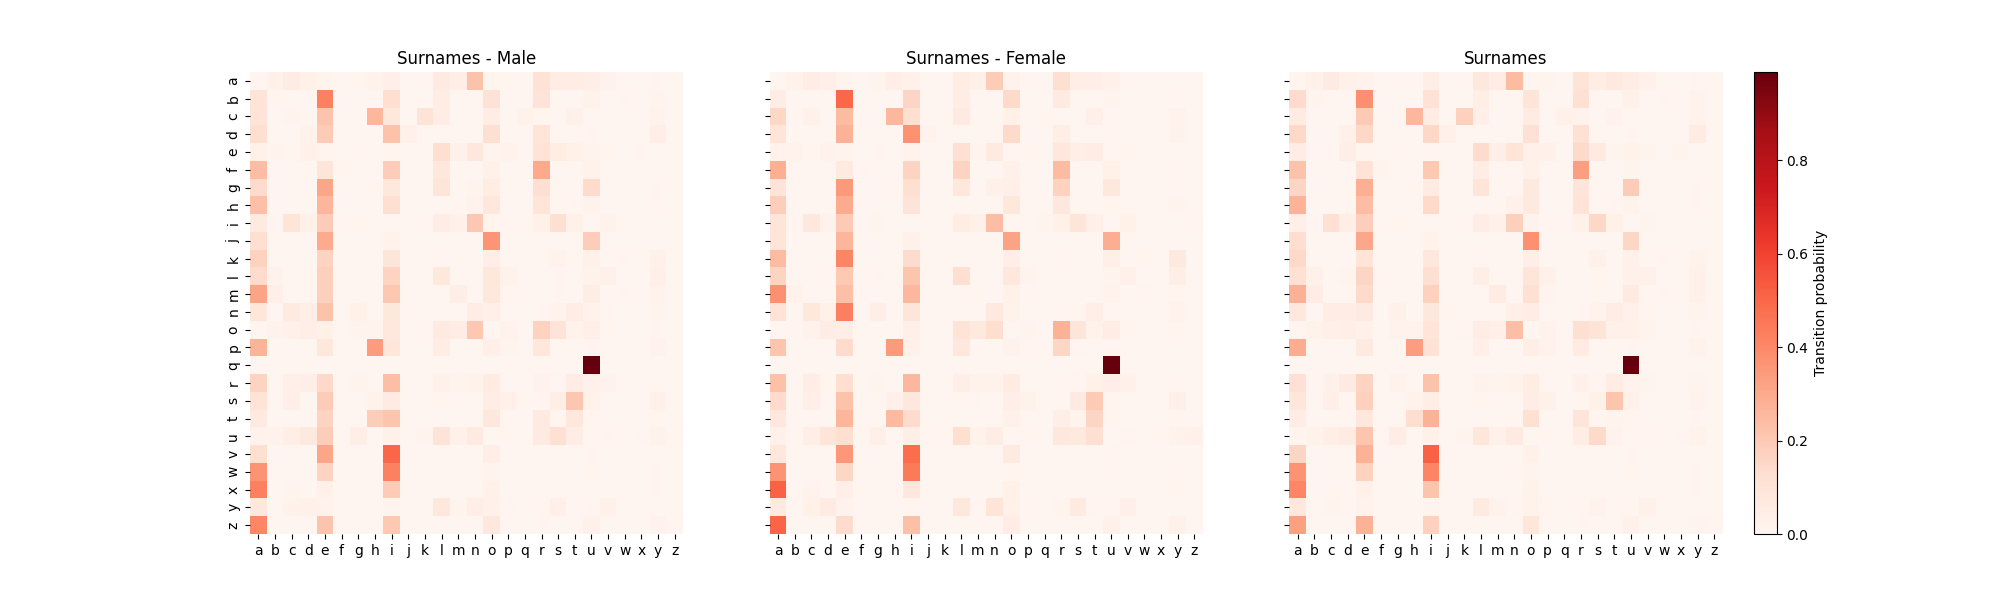 Surnames - Male
Surnames - Female
Surnames
a
b
c
d
e
f
g
h
i
j
k
l
m
n
o
p
q
r
s
t
u
v
w
x
y
z
a b c d e f g h i j k l m n o p q r s t u v w x y z
a b c d e f g h i j k l m n o p q r s t u v w x y z
a b c d e f g h i j k l m n o p q r s t u v w x y z
0.8
0.6
0.4
0.2
0.0
Transition probability